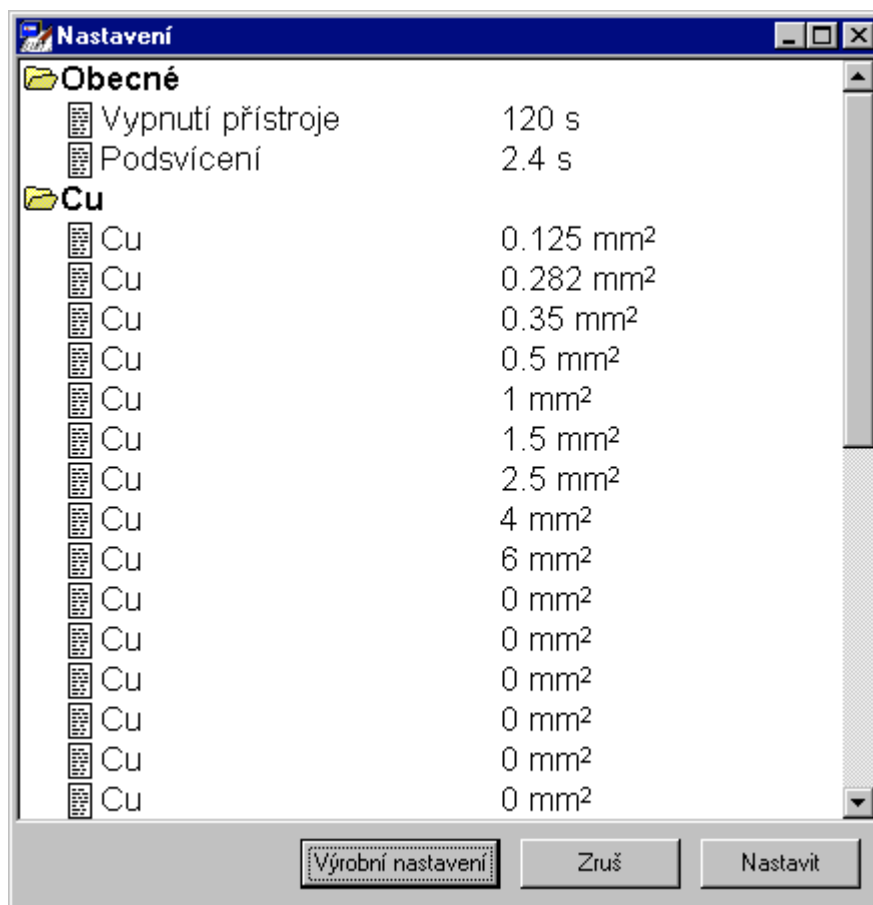 Nastavení
Obecné
Vypnutí přístroje 120 s
Podsvícení 2.4 s
Cu
Cu 0.125 mm²
Cu 0.282 mm²
Cu 0.35 mm²
Cu 0.5 mm²
Cu 1 mm²
Cu 1.5 mm²
Cu 2.5 mm²
Cu 4 mm²
Cu 6 mm²
Cu 0 mm²
Cu 0 mm²
Cu 0 mm²
Cu 0 mm²
Cu 0 mm²
Cu 0 mm²
Výrobní nastavení Zruš Nastavit